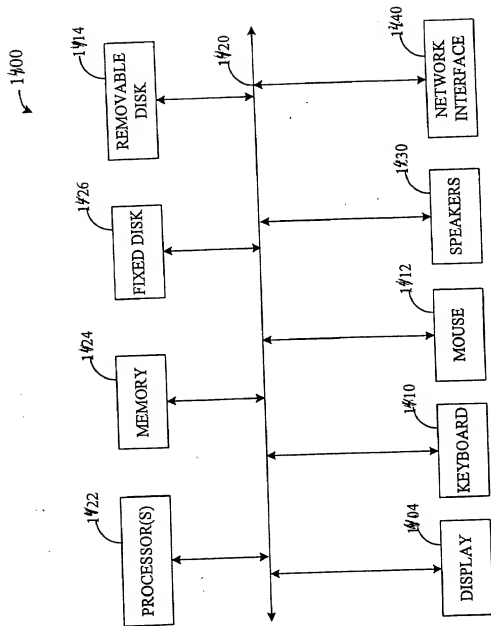 1400
1422
PROCESSOR(S)
1424
MEMORY
1426
FIXED DISK
1414
REMOVABLE
DISK
1420
1404
DISPLAY
1410
KEYBOARD
1412
MOUSE
1430
SPEAKERS
1440
NETWORK
INTERFACE